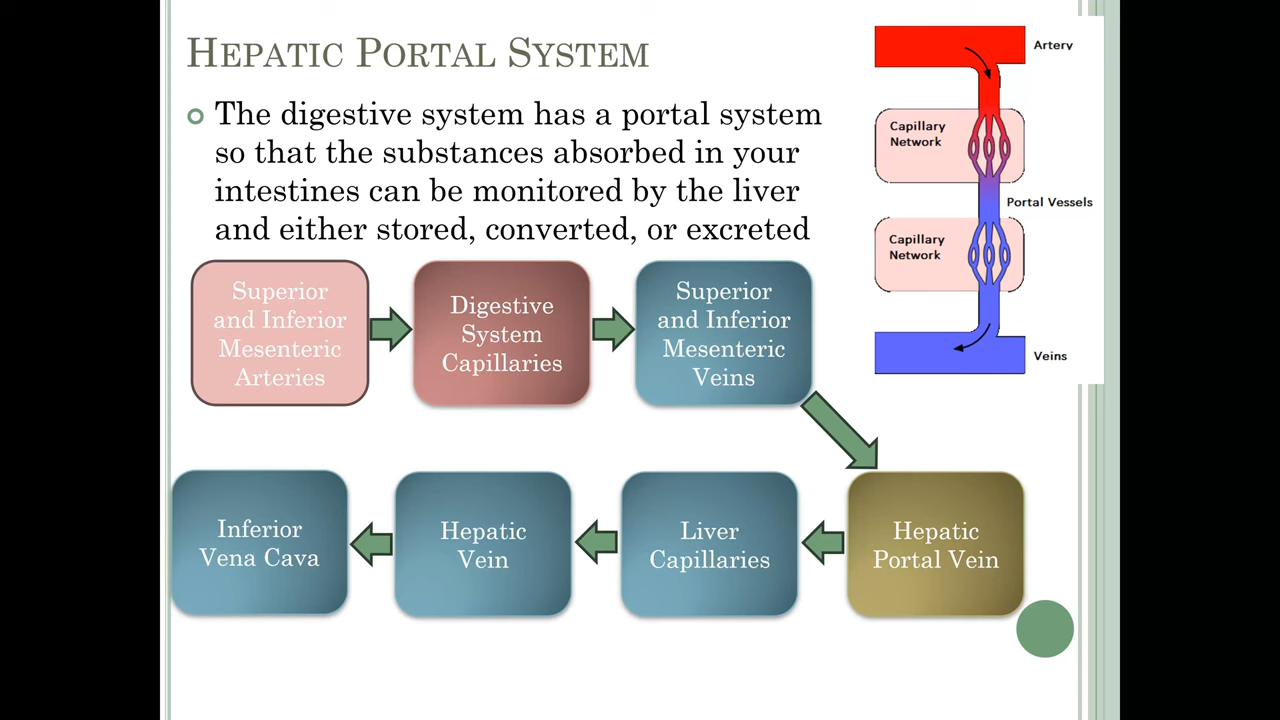 HEPATIC PORTAL SYSTEM
The digestive system has a portal system
so that the substances absorbed in your
intestines can be monitored by the liver
and either stored, converted, or excreted
Artery
Capillary
Network
Portal Vessels
Capillary
Network
Veins
Superior
and Inferior
Mesenteric
Arteries
Digestive
System
Capillaries
Superior
and Inferior
Mesenteric
Veins
Hepatic
Portal Vein
Liver
Capillaries
Hepatic
Vein
Inferior
Vena Cava